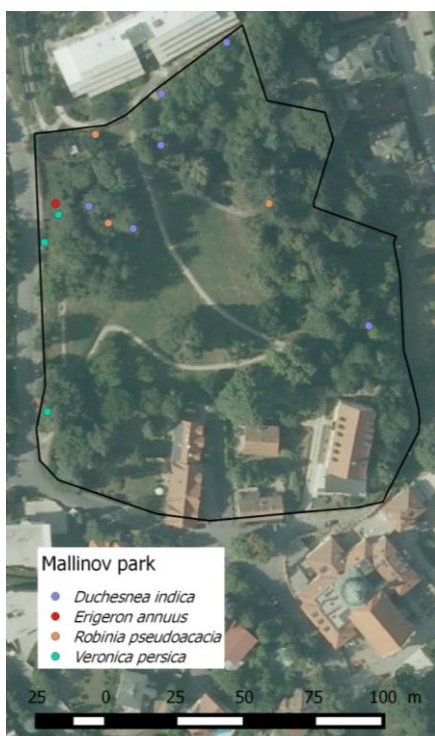 Mallinov park
Duchesnea indica
Erigeron annuus
Robinia pseudoacacia
Veronica persica
25 0 25 50 75 100 m